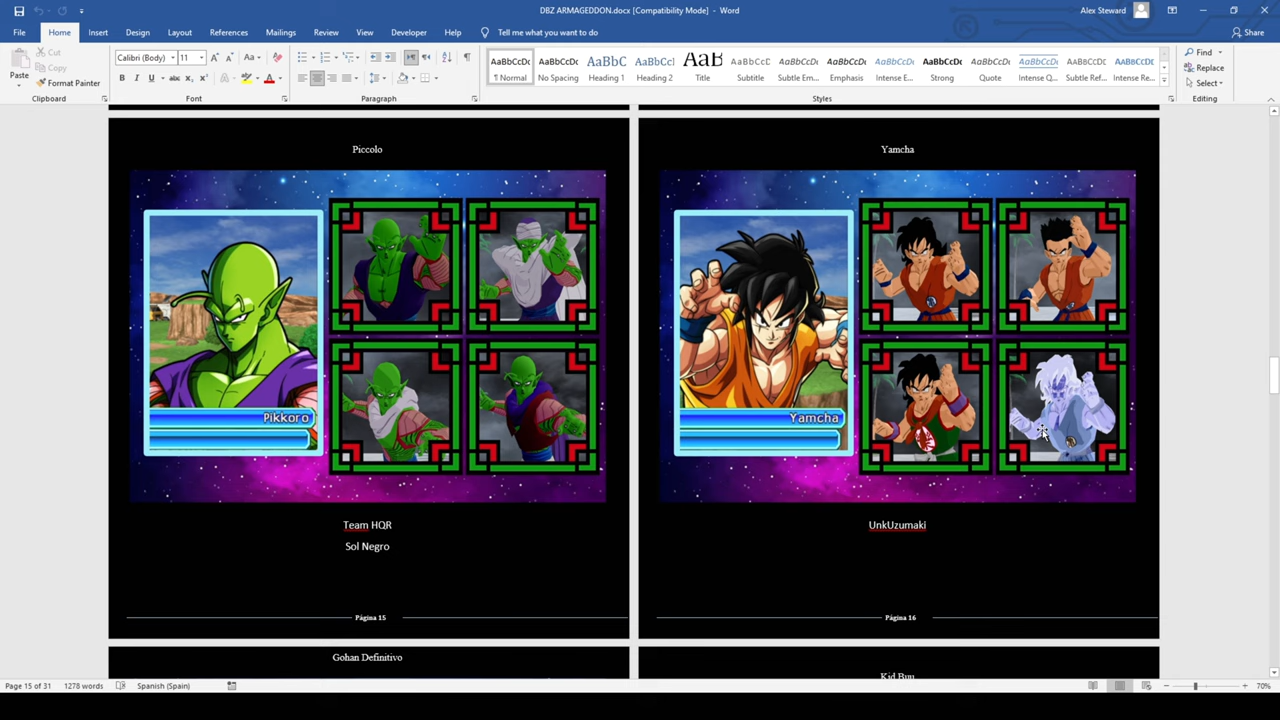 DBZ ARMAGEDDON.docx [Compatibility Mode] - Word
Alex Steward
File Home Insert Design Layout References Mailings Review View Developer Help Tell me what you want to do
Share
Paste
Cut
Copy
Format Painter
Clipboard
Calibri (Body) 11
Font
Paragraph
AaBbCcDc AaBbCcDc AaBbC AaBbCcI AaB AaBbCcC AaBbCcDc AaBbCcDc AaBbCcDc AaBbCcDc AaBbCcDc AaBbCcDc AaBbCcDc AaBbCcDc
¶ Normal No Spacing Heading 1 Heading 2 Title Subtitle Subtle Em... Emphasis Intense E... Strong Quote Intense Q... Subtle Ref... Intense Re...
Styles
Find
Replace
Select
Editing
Piccolo
Pikkoro
Team HQR
Sol Negro
Página 15
Yamcha
Yamcha
UnkUzumaki
Página 16
Gohan Definitivo
Kid Buu
Page 15 of 31 1278 words Spanish (Spain)
70%